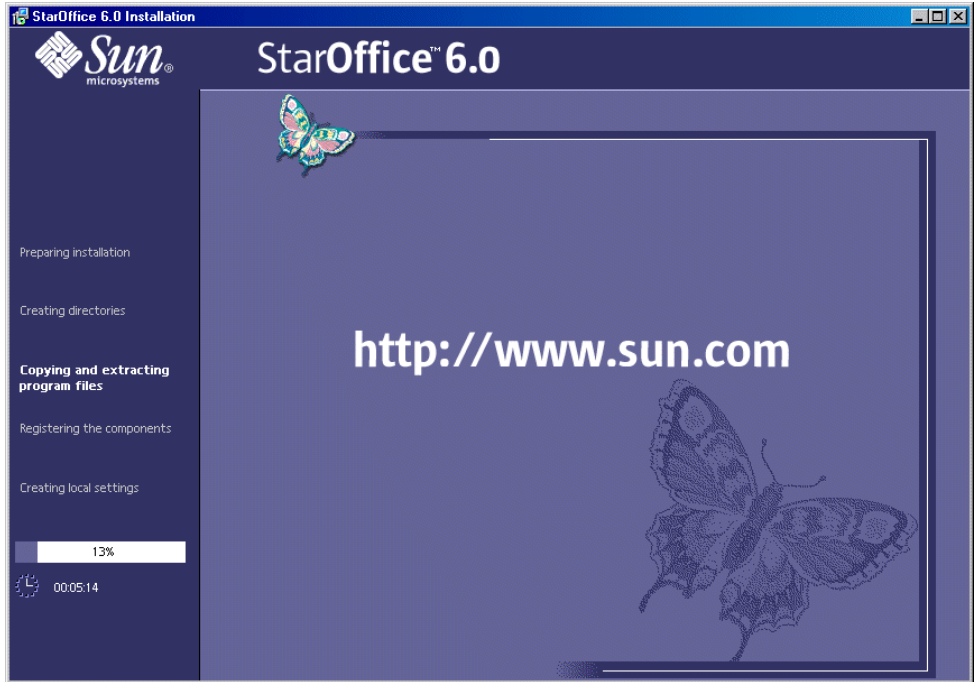 StarOffice 6.0 Installation
Sun®
microsystems
StarOffice™ 6.0
Preparing installation
Creating directories
Copying and extracting
program files
Registering the components
Creating local settings
13%
00:05:14
http://www.sun.com